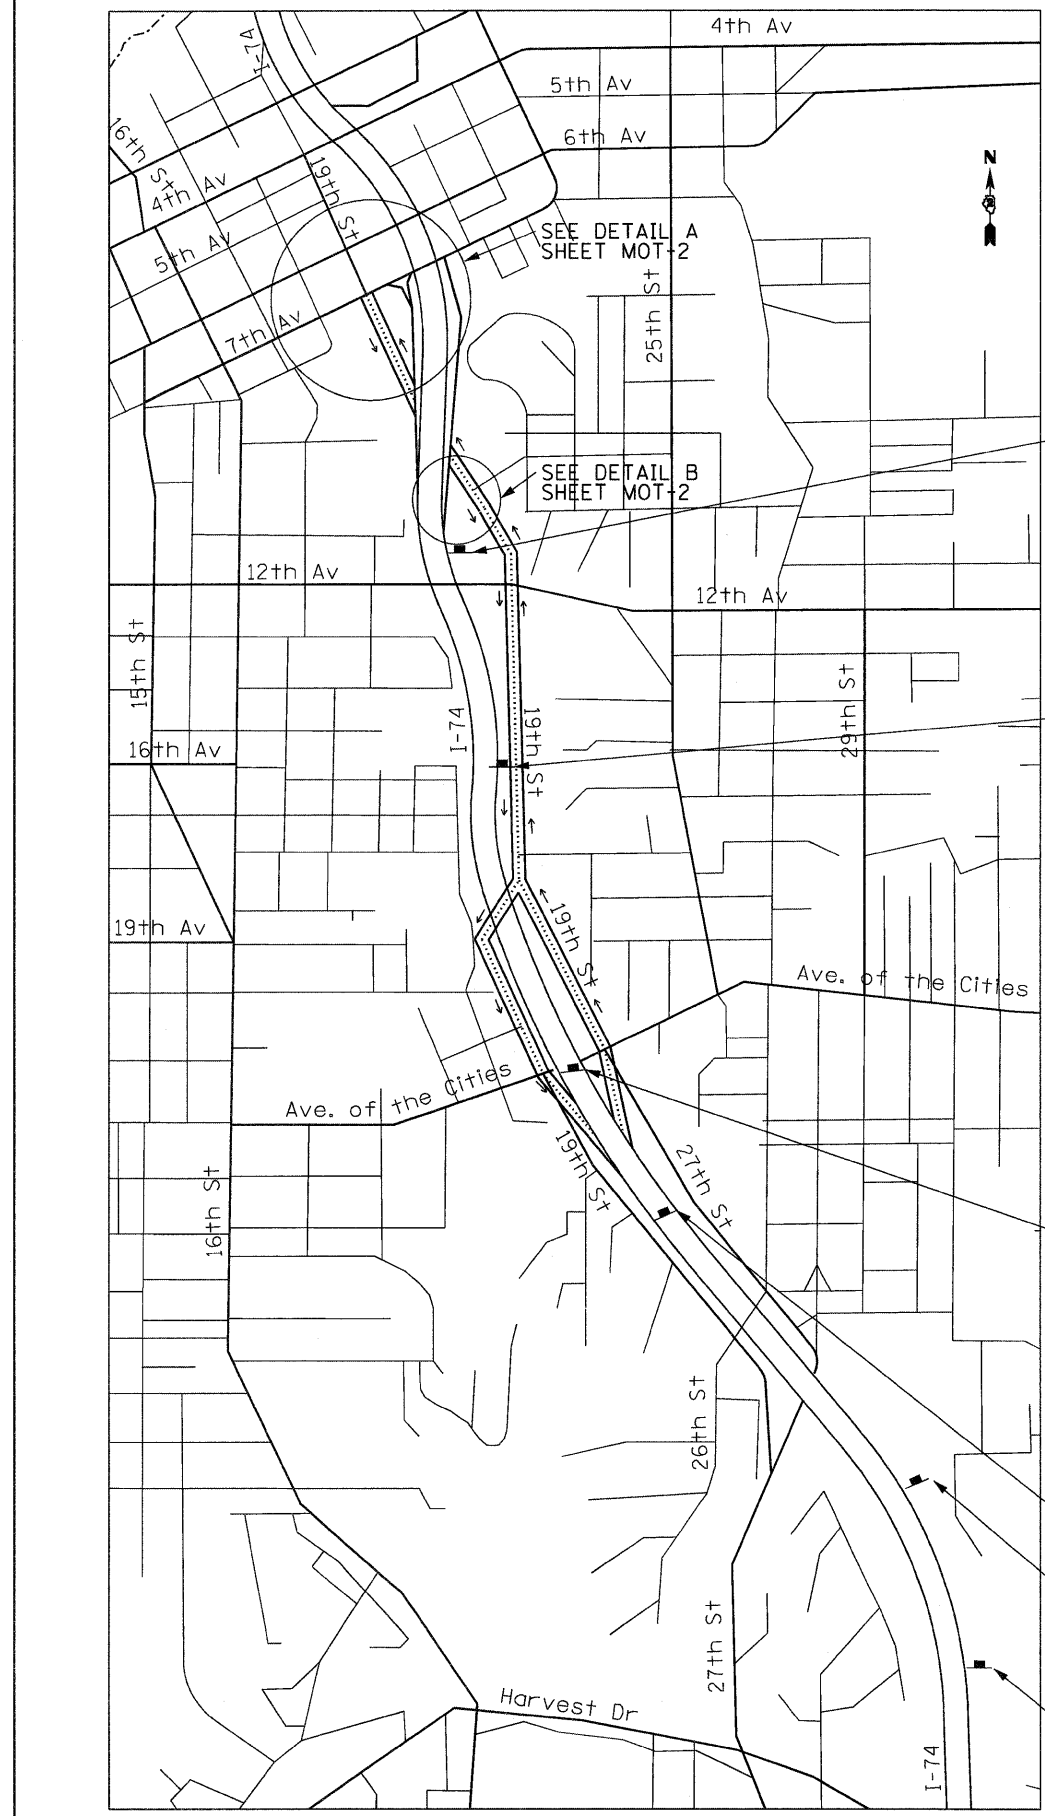 4th Av
I-74
5th Av
6th Av
N
16th St
19th St
4th Av
SEE DETAIL A
SHEET MOT-2
5th Av
25th St
7th Av
SEE DETAIL B
SHEET MOT-2
12th Av
12th Av
15th St
29th St
I-74
19th St
16th Av
19th Av
19th St
Ave. of the Cities
Ave. of the Cities
19th St
27th St
16th St
26th St
27th St
Harvest Dr
I-74